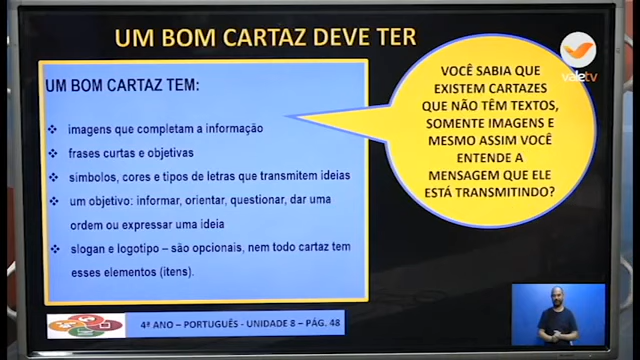 UM BOM CARTAZ DEVE TER
UM BOM CARTAZ TEM:
imagens que completam a informação
frases curtas e objetivas
símbolos, cores e tipos de letras que transmitem ideias
um objetivo: informar, orientar, questionar, dar uma
ordem ou expressar uma ideia
slogan e logotipo – são opcionais, nem todo cartaz tem
esses elementos (itens).
VOCÊ SABIA QUE
EXISTEM CARTAZES
QUE NÃO TÊM TEXTOS,
SOMENTE IMAGENS E
MESMO ASSIM VOCÊ
ENTENDE A
MENSAGEM QUE ELE
ESTÁ TRANSMITINDO?
valetv
4º ANO – PORTUGUÊS - UNIDADE 8 – PÁG. 48